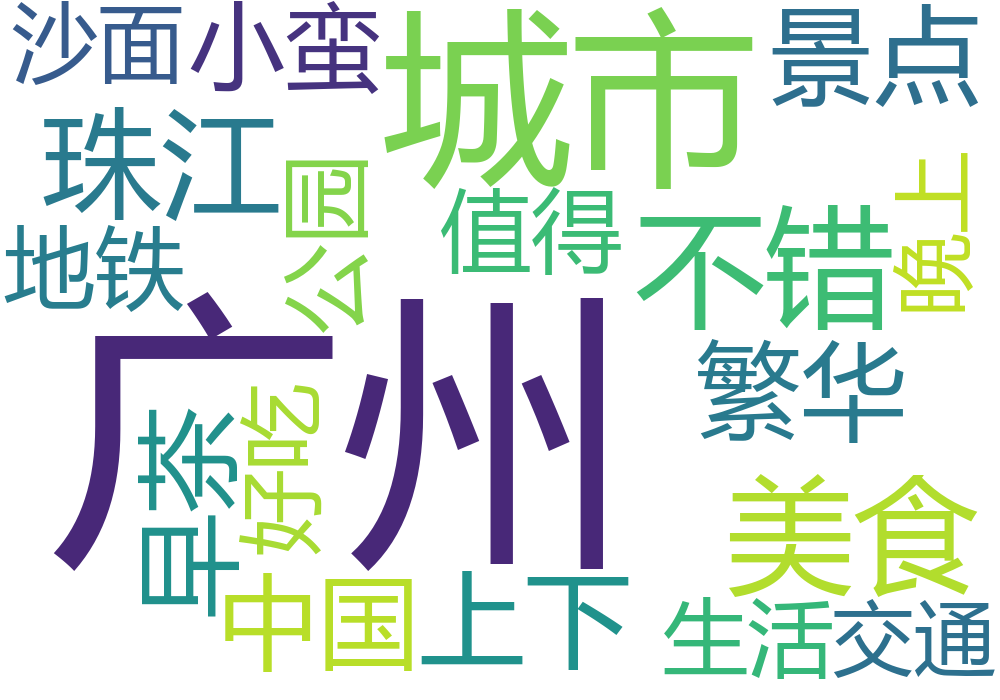 沙面
小蛮
城市
景点
珠江
公园
值得
不错
晚上
地铁
广州
繁华
早茶
好吃
美食
中国
上下
生活
交通